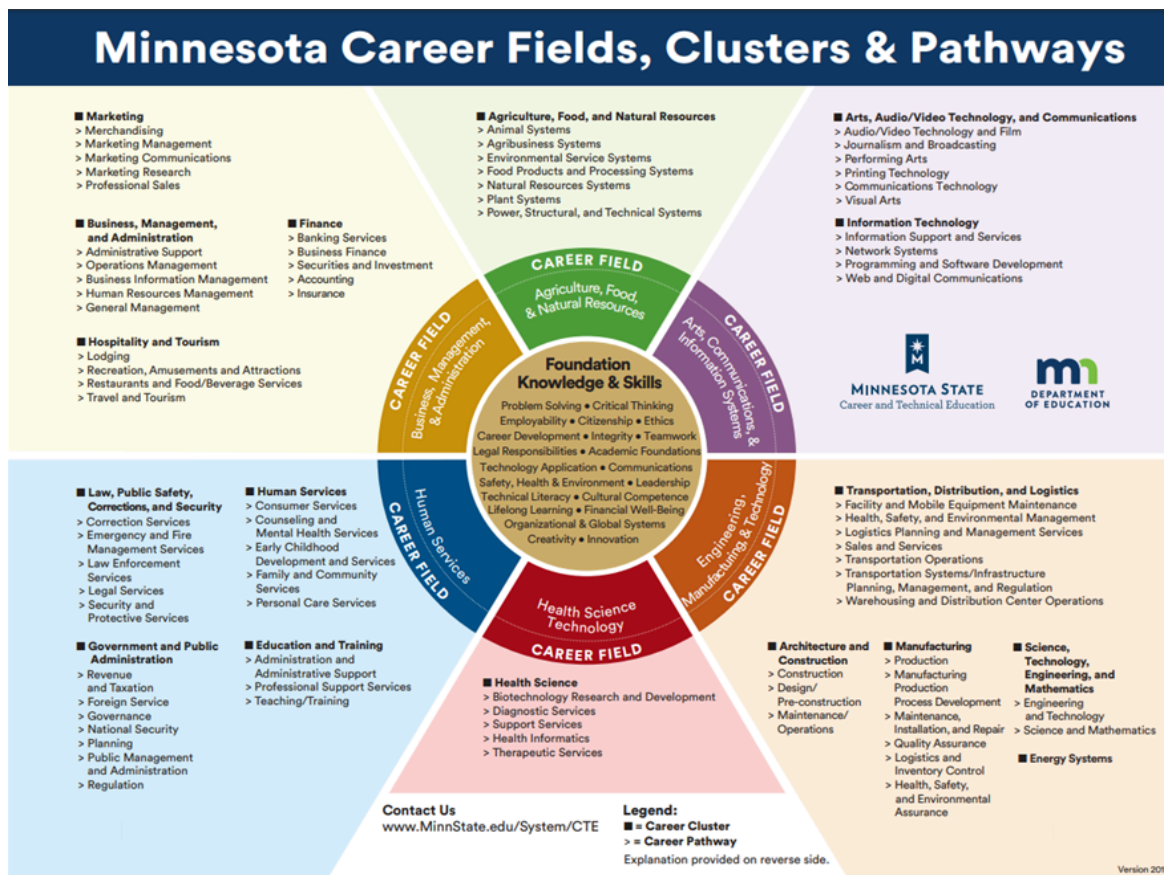 Minnesota Career Fields, Clusters & Pathways
■ Marketing
> Merchandising
> Marketing Management
> Marketing Communications
> Marketing Research
> Professional Sales
■ Business, Management,
and Administration
> Administrative Support
> Operations Management
> Business Information Management
> Human Resources Management
> General Management
■ Finance
> Banking Services
> Business Finance
> Securities and Investment
> Accounting
> Insurance
■ Hospitality and Tourism
> Lodging
> Recreation, Amusements and Attractions
> Restaurants and Food/Beverage Services
> Travel and Tourism
■ Agriculture, Food, and Natural Resources
> Animal Systems
> Agribusiness Systems
> Environmental Service Systems
> Food Products and Processing Systems
> Natural Resources Systems
> Plant Systems
> Power, Structural, and Technical Systems
■ Arts, Audio/Video Technology, and Communications
> Audio/Video Technology and Film
> Journalism and Broadcasting
> Performing Arts
> Printing Technology
> Communications Technology
> Visual Arts
■ Information Technology
> Information Support and Services
> Network Systems
> Programming and Software Development
> Web and Digital Communications
M
MINNESOTA STATE
Career and Technical Education
mn
DEPARTMENT
OF EDUCATION
CAREER FIELD
Agriculture, Food,
& Natural Resources
CAREER FIELD
Arts, Communications, &
Information Systems
CAREER FIELD
Business, Management,
& Administration
Foundation
Knowledge & Skills
Problem Solving • Critical Thinking
Employability • Citizenship • Ethics
Career Development • Integrity • Teamwork
Legal Responsibilities • Academic Foundations
Technology Application • Communications
Safety, Health & Environment • Leadership
Technical Literacy • Cultural Competence
Lifelong Learning • Financial Well-Being
Organizational & Global Systems
Creativity • Innovation
Human Services
CAREER FIELD
Engineering,
Manufacturing, & Technology
CAREER FIELD
Health Science
Technology
CAREER FIELD
■ Law, Public Safety,
Corrections, and Security
> Correction Services
> Emergency and Fire
Management Services
> Law Enforcement
Services
> Legal Services
> Security and
Protective Services
■ Human Services
> Consumer Services
> Counseling and
Mental Health Services
> Early Childhood
Development and Services
> Family and Community
Services
> Personal Care Services
■ Government and Public
Administration
> Revenue
and Taxation
> Foreign Service
> Governance
> National Security
> Planning
> Public Management
and Administration
> Regulation
■ Education and Training
> Administration and
Administrative Support
> Professional Support Services
> Teaching/Training
■ Health Science
> Biotechnology Research and Development
> Diagnostic Services
> Support Services
> Health Informatics
> Therapeutic Services
■ Transportation, Distribution, and Logistics
> Facility and Mobile Equipment Maintenance
> Health, Safety, and Environmental Management
> Logistics Planning and Management Services
> Sales and Services
> Transportation Operations
> Transportation Systems/Infrastructure
Planning, Management, and Regulation
> Warehousing and Distribution Center Operations
■ Architecture and
Construction
> Construction
> Design/
Pre-construction
> Maintenance/
Operations
■ Manufacturing
> Production
> Manufacturing
Production
Process Development
> Maintenance,
Installation, and Repair
> Quality Assurance
> Logistics and
Inventory Control
> Health, Safety,
and Environmental
Assurance
■ Science,
Technology,
Engineering, and
Mathematics
> Engineering
and Technology
> Science and Mathematics
■ Energy Systems
Contact Us
www.MinnState.edu/System/CTE
Legend:
■ = Career Cluster
> = Career Pathway
Explanation provided on reverse side.
Version 201